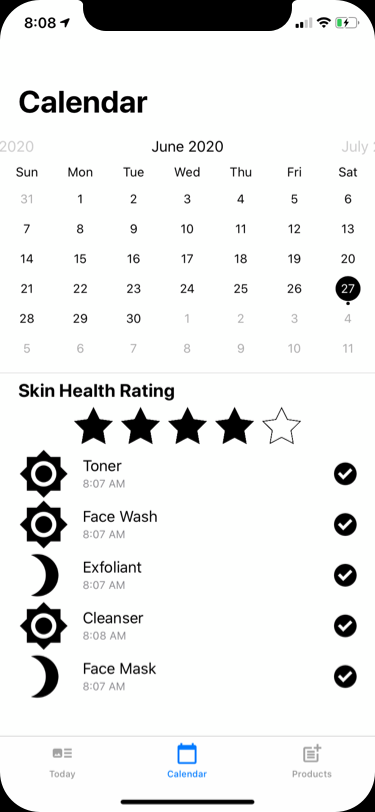 8:08
Calendar
2020 June 2020 July 2
Sun Mon Tue Wed Thu Fri Sat
31 1 2 3 4 5 6
7 8 9 10 11 12 13
14 15 16 17 18 19 20
21 22 23 24 25 26 27
28 29 30 1 2 3 4
5 6 7 8 9 10 11
Skin Health Rating
Toner
8:07 AM
Face Wash
8:07 AM
Exfoliant
8:07 AM
Cleanser
8:08 AM
Face Mask
8:07 AM
Today Calendar Products